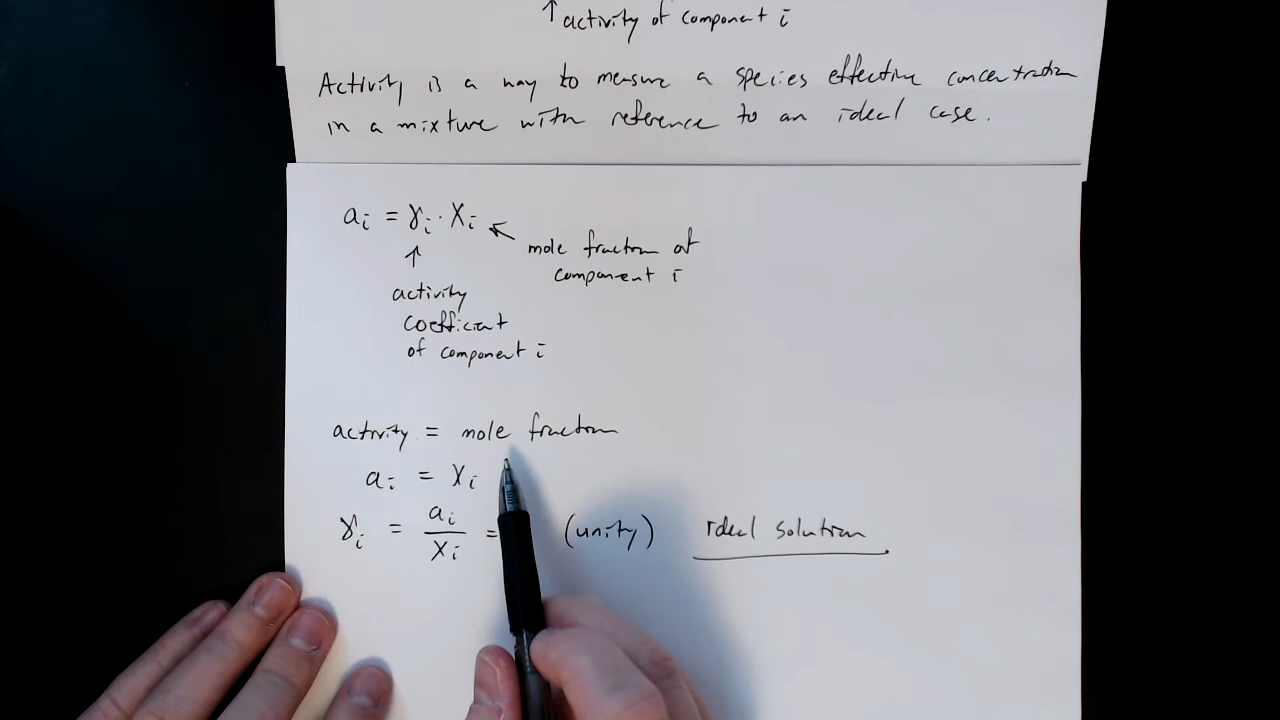 ↑ activity of component i
Activity is a way to measure a species effective concentration
in a mixture with reference to an ideal case.
aᵢ = γᵢ · Xᵢ ← mole fraction of
component i
↑
activity
coefficient
of component i
activity = mole fraction
aᵢ = Xᵢ
γᵢ = aᵢ / Xᵢ = (unity) ideal solution